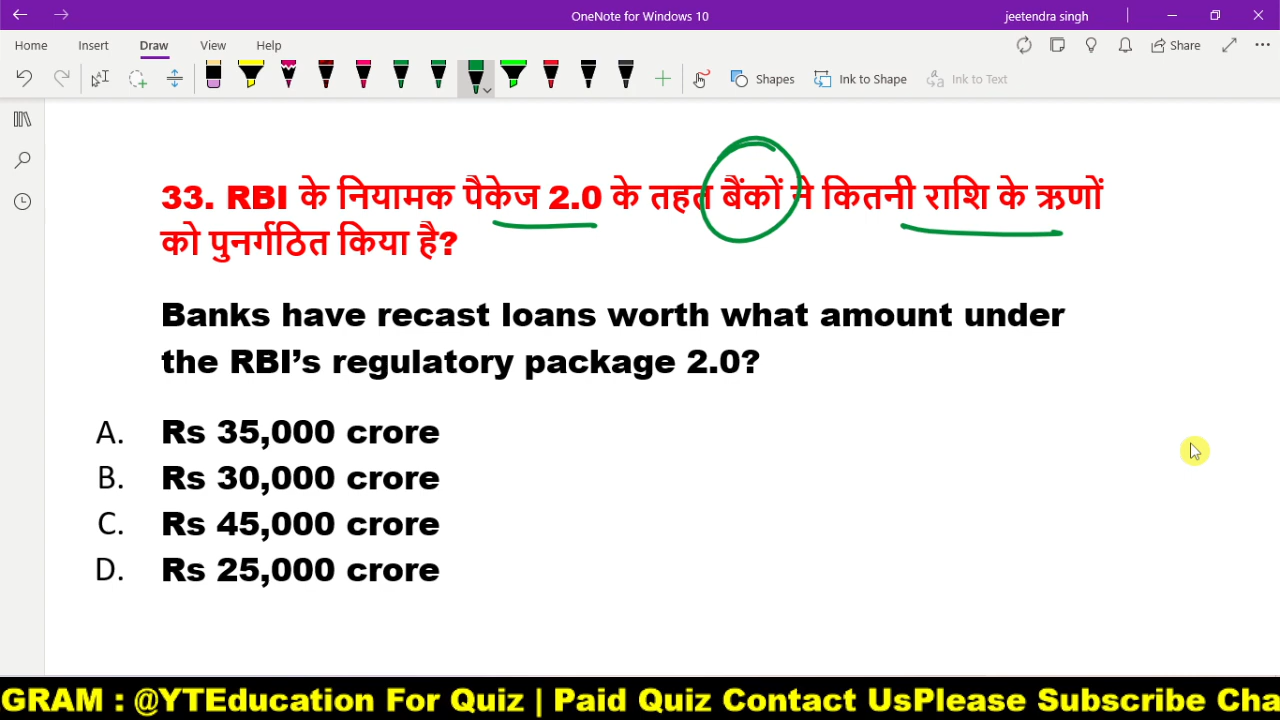 OneNote for Windows 10
jeetendra singh
Home Insert Draw View Help
Share
Shapes Ink to Shape Ink to Text
33. RBI के नियामक पैकेज 2.0 के तहत बैंकों ने कितनी राशि के ऋणों
को पुनर्गठित किया है?
Banks have recast loans worth what amount under
the RBI’s regulatory package 2.0?
A. Rs 35,000 crore
B. Rs 30,000 crore
C. Rs 45,000 crore
D. Rs 25,000 crore
GRAM : @YTEducation For Quiz | Paid Quiz Contact UsPlease Subscribe Cha